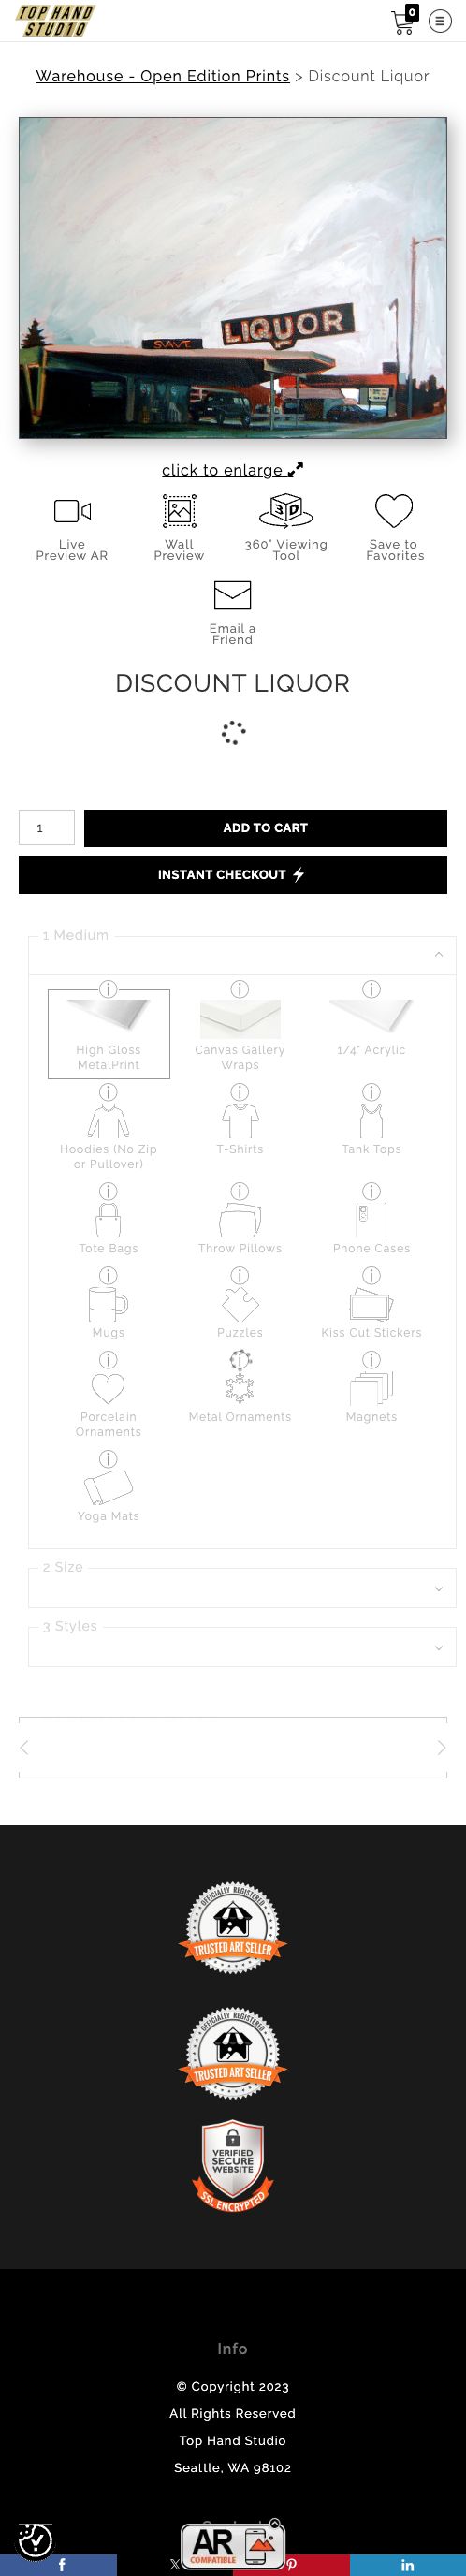 TOP HAND
STUDIO
0
Warehouse - Open Edition Prints > Discount Liquor
LIQUOR
SAVE
click to enlarge
Live
Preview AR
Wall
Preview
3D
360° Viewing
Tool
Save to
Favorites
Email a
Friend
DISCOUNT LIQUOR
1
ADD TO CART
INSTANT CHECKOUT
1 Medium
High Gloss
MetalPrint
Canvas Gallery
Wraps
1/4" Acrylic
Hoodies (No Zip
or Pullover)
T-Shirts
Tank Tops
Tote Bags
Throw Pillows
Phone Cases
Mugs
Puzzles
Kiss Cut Stickers
Porcelain
Ornaments
Metal Ornaments
Magnets
Yoga Mats
2 Size
3 Styles
OFFICIALLY REGISTERED
TRUSTED ART SELLER
OFFICIALLY REGISTERED
TRUSTED ART SELLER
VERIFIED
SECURE
WEBSITE
SSL ENCRYPTED
Info
© Copyright 2023
All Rights Reserved
Top Hand Studio
Seattle, WA 98102
AR
COMPATIBLE